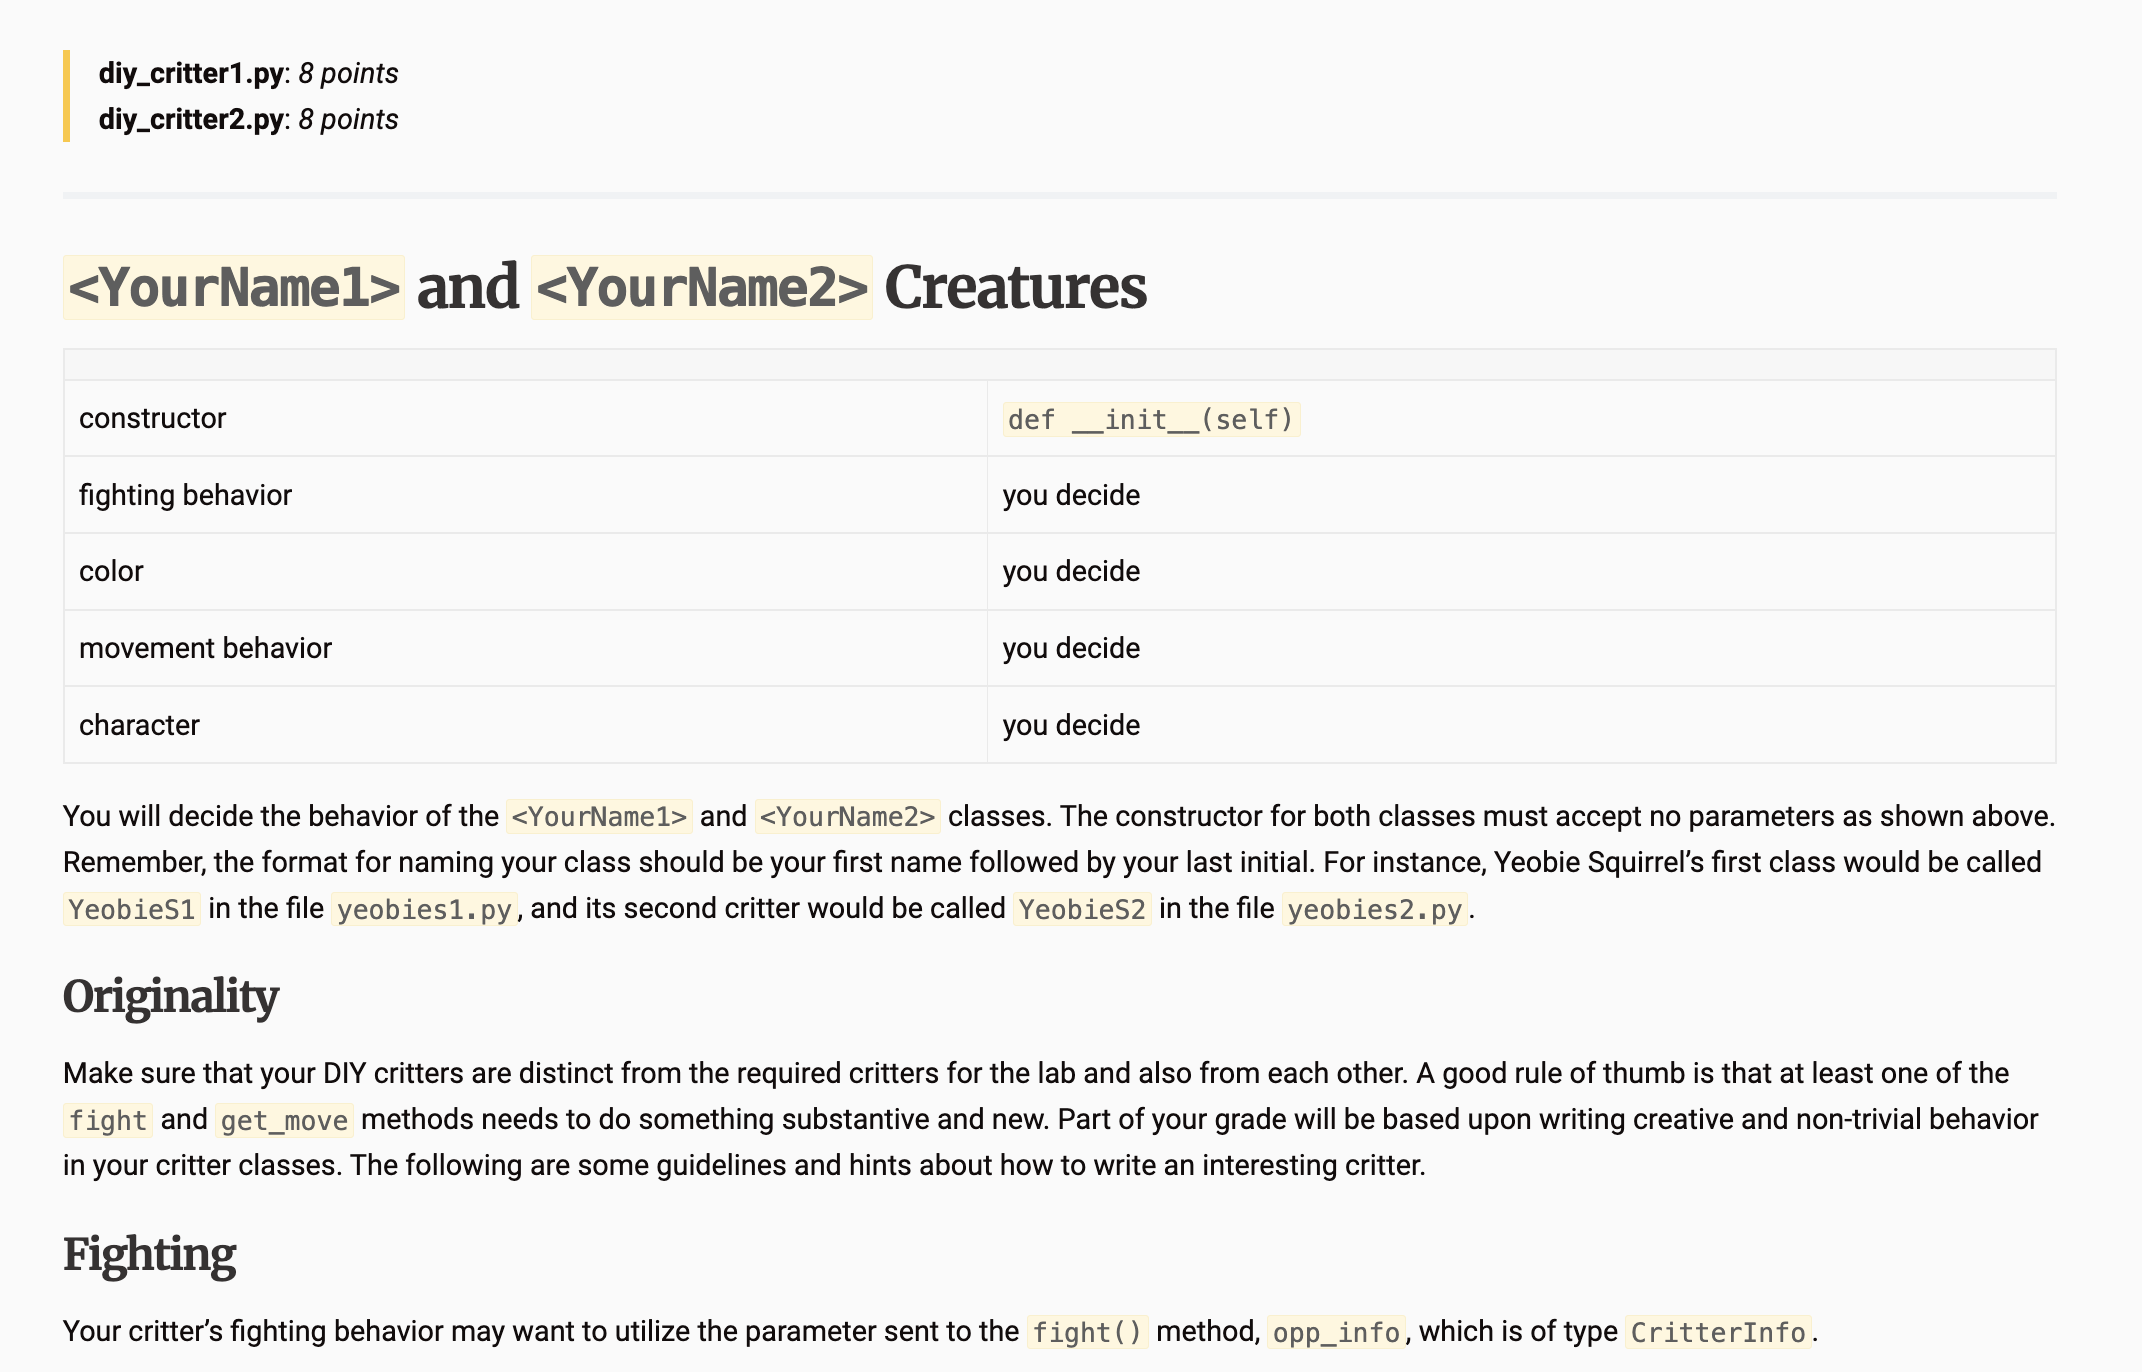 diy_critter1.py: 8 points
diy_critter2.py: 8 points
<YourName1> and <YourName2> Creatures
constructor def __init__(self)
fighting behavior you decide
color you decide
movement behavior you decide
character you decide
You will decide the behavior of the <YourName1> and <YourName2> classes. The constructor for both classes must accept no parameters as shown above.
Remember, the format for naming your class should be your first name followed by your last initial. For instance, Yeobie Squirrel’s first class would be called
YeobieS1 in the file yeobies1.py, and its second critter would be called YeobieS2 in the file yeobies2.py.
Originality
Make sure that your DIY critters are distinct from the required critters for the lab and also from each other. A good rule of thumb is that at least one of the
fight and get_move methods needs to do something substantive and new. Part of your grade will be based upon writing creative and non-trivial behavior
in your critter classes. The following are some guidelines and hints about how to write an interesting critter.
Fighting
Your critter’s fighting behavior may want to utilize the parameter sent to the fight() method, opp_info, which is of type CritterInfo.